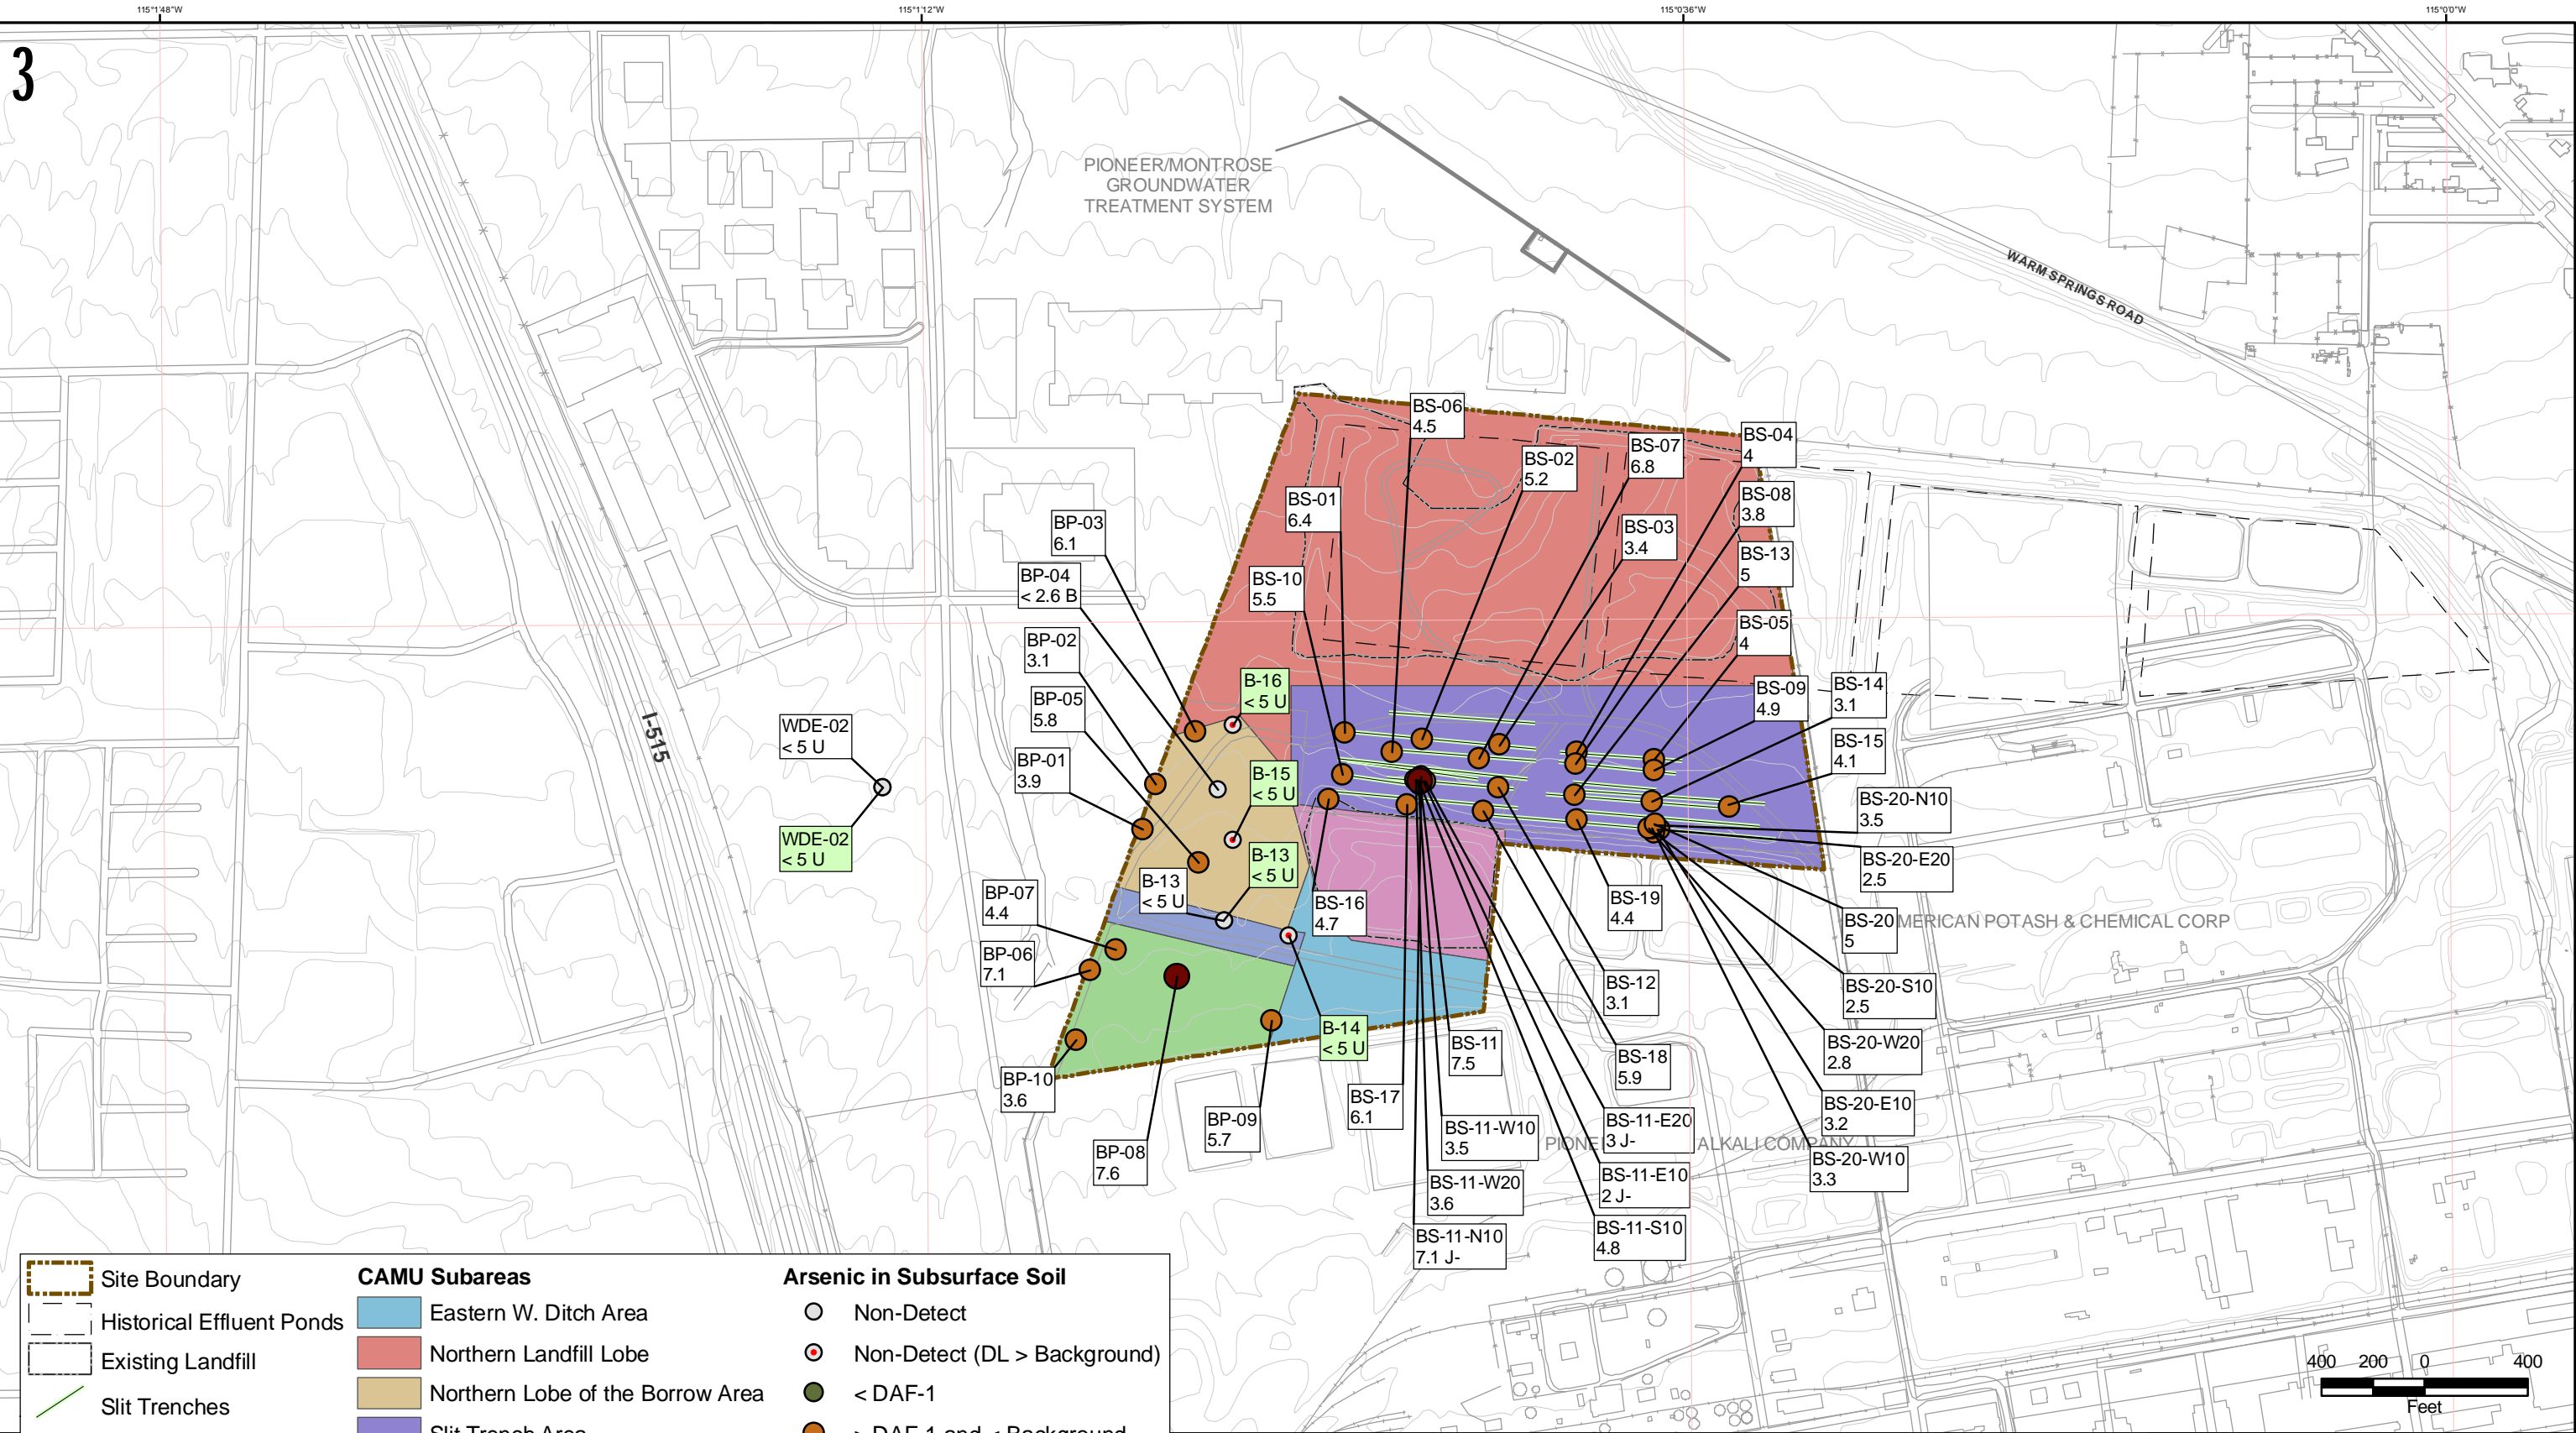 115°1'48"W
115°1'12"W
115°0'36"W
115°0'0"W
3
PIONEER/MONTROSE
GROUNDWATER
TREATMENT SYSTEM
WARM SPRINGS ROAD
I-515
BS-06
4.5
BS-02
5.2
BS-07
6.8
BS-04
4
BS-01
6.4
BS-08
3.8
BS-03
3.4
BP-03
6.1
BS-13
5
BP-04
< 2.6 B
BS-10
5.5
BS-05
4
BP-02
3.1
B-16
< 5 U
BS-09
4.9
BS-14
3.1
BP-05
5.8
WDE-02
< 5 U
BS-15
4.1
BP-01
3.9
B-15
< 5 U
BS-20-N10
3.5
WDE-02
< 5 U
B-13
< 5 U
BS-20-E20
2.5
BP-07
4.4
B-13
< 5 U
BS-16
4.7
BS-19
4.4
BS-20
5
MERICAN POTASH & CHEMICAL CORP
BP-06
7.1
BS-12
3.1
BS-20-S10
2.5
B-14
< 5 U
BS-11
7.5
BS-18
5.9
BS-20-W20
2.8
BP-10
3.6
BS-17
6.1
BP-09
5.7
BS-11-W10
3.5
BS-11-E20
3 J-
BS-20-E10
3.2
PIONE ALKALI COMPANY
BP-08
7.6
BS-11-W20
3.6
BS-11-E10
2 J-
BS-20-W10
3.3
BS-11-N10
7.1 J-
BS-11-S10
4.8
Site Boundary
Historical Effluent Ponds
Existing Landfill
Slit Trenches
CAMU Subareas
Eastern W. Ditch Area
Northern Landfill Lobe
Northern Lobe of the Borrow Area
Slit Trench Area
Arsenic in Subsurface Soil
Non-Detect
Non-Detect (DL > Background)
< DAF-1
> DAF-1 and < Background
400 200 0 400
Feet